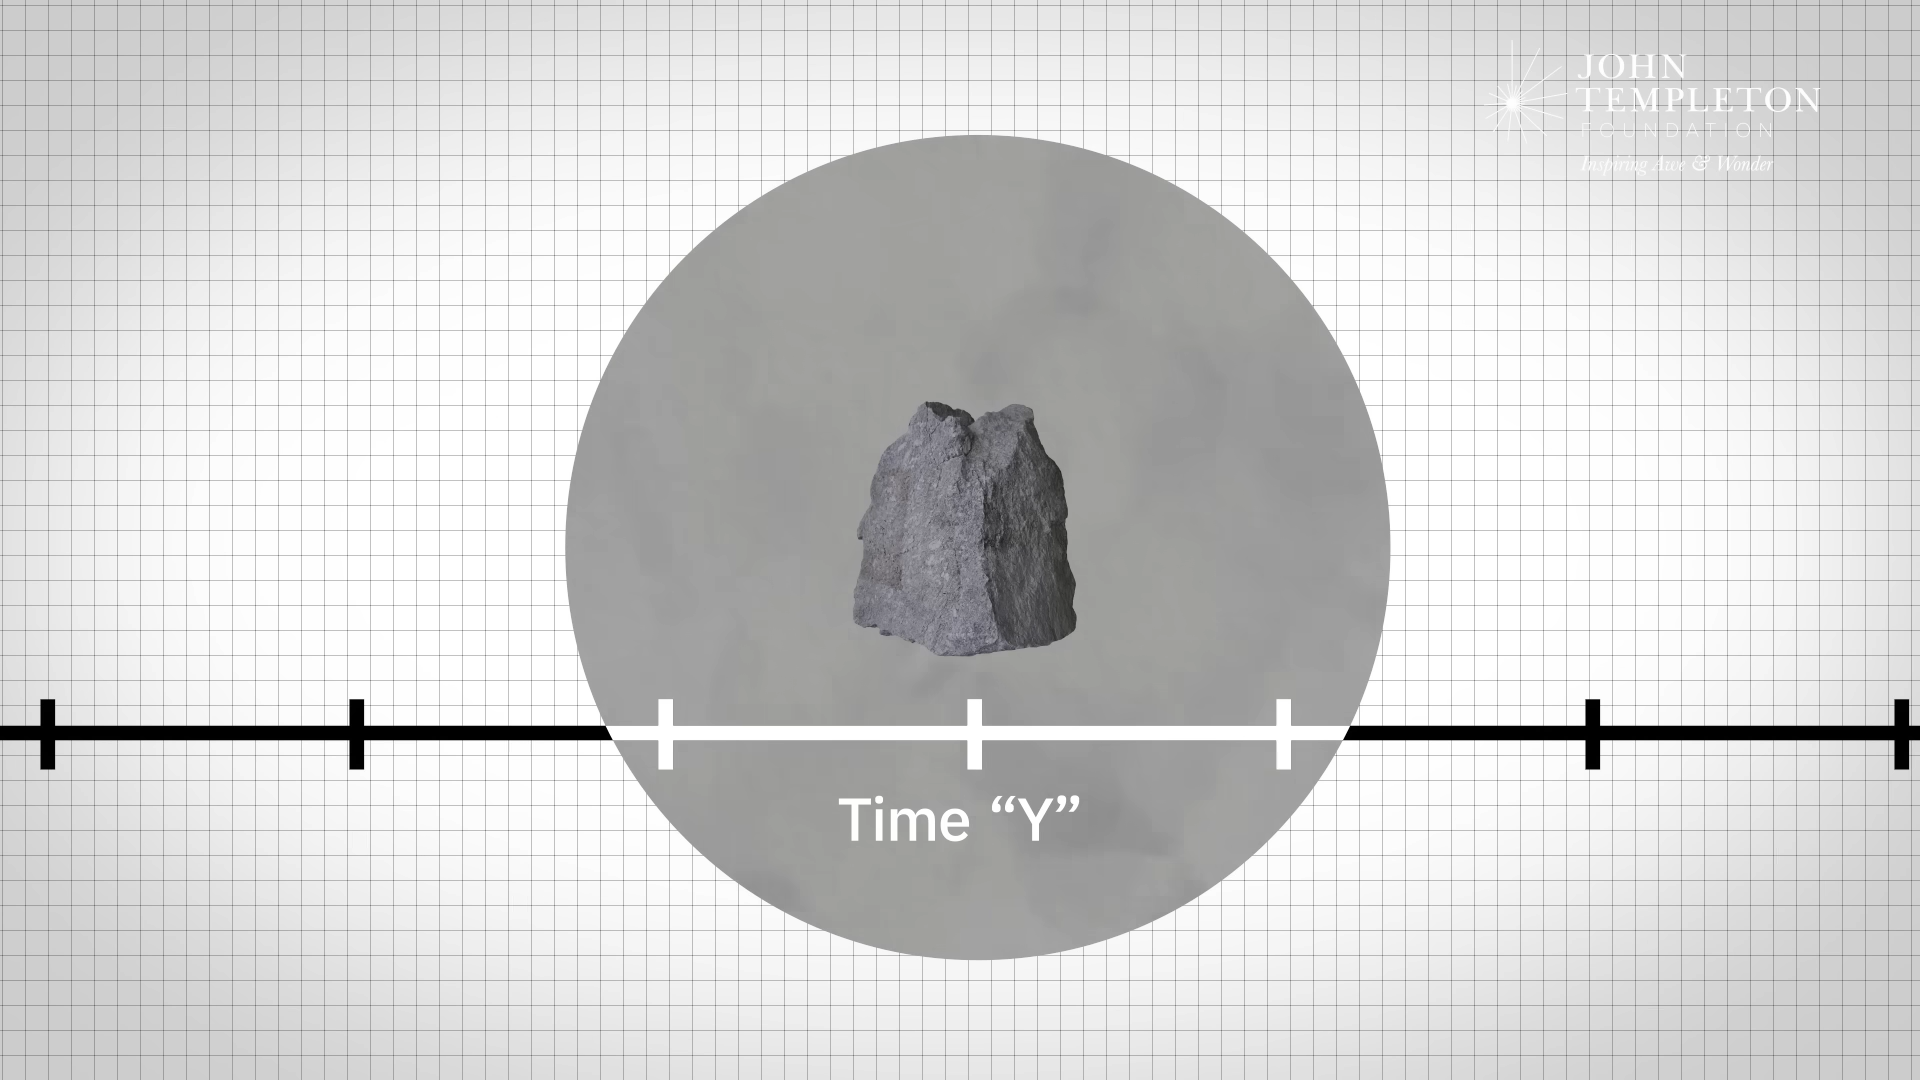 JOHN
TEMPLETON
FOUNDATION
Inspiring Awe & Wonder
Time “Y”